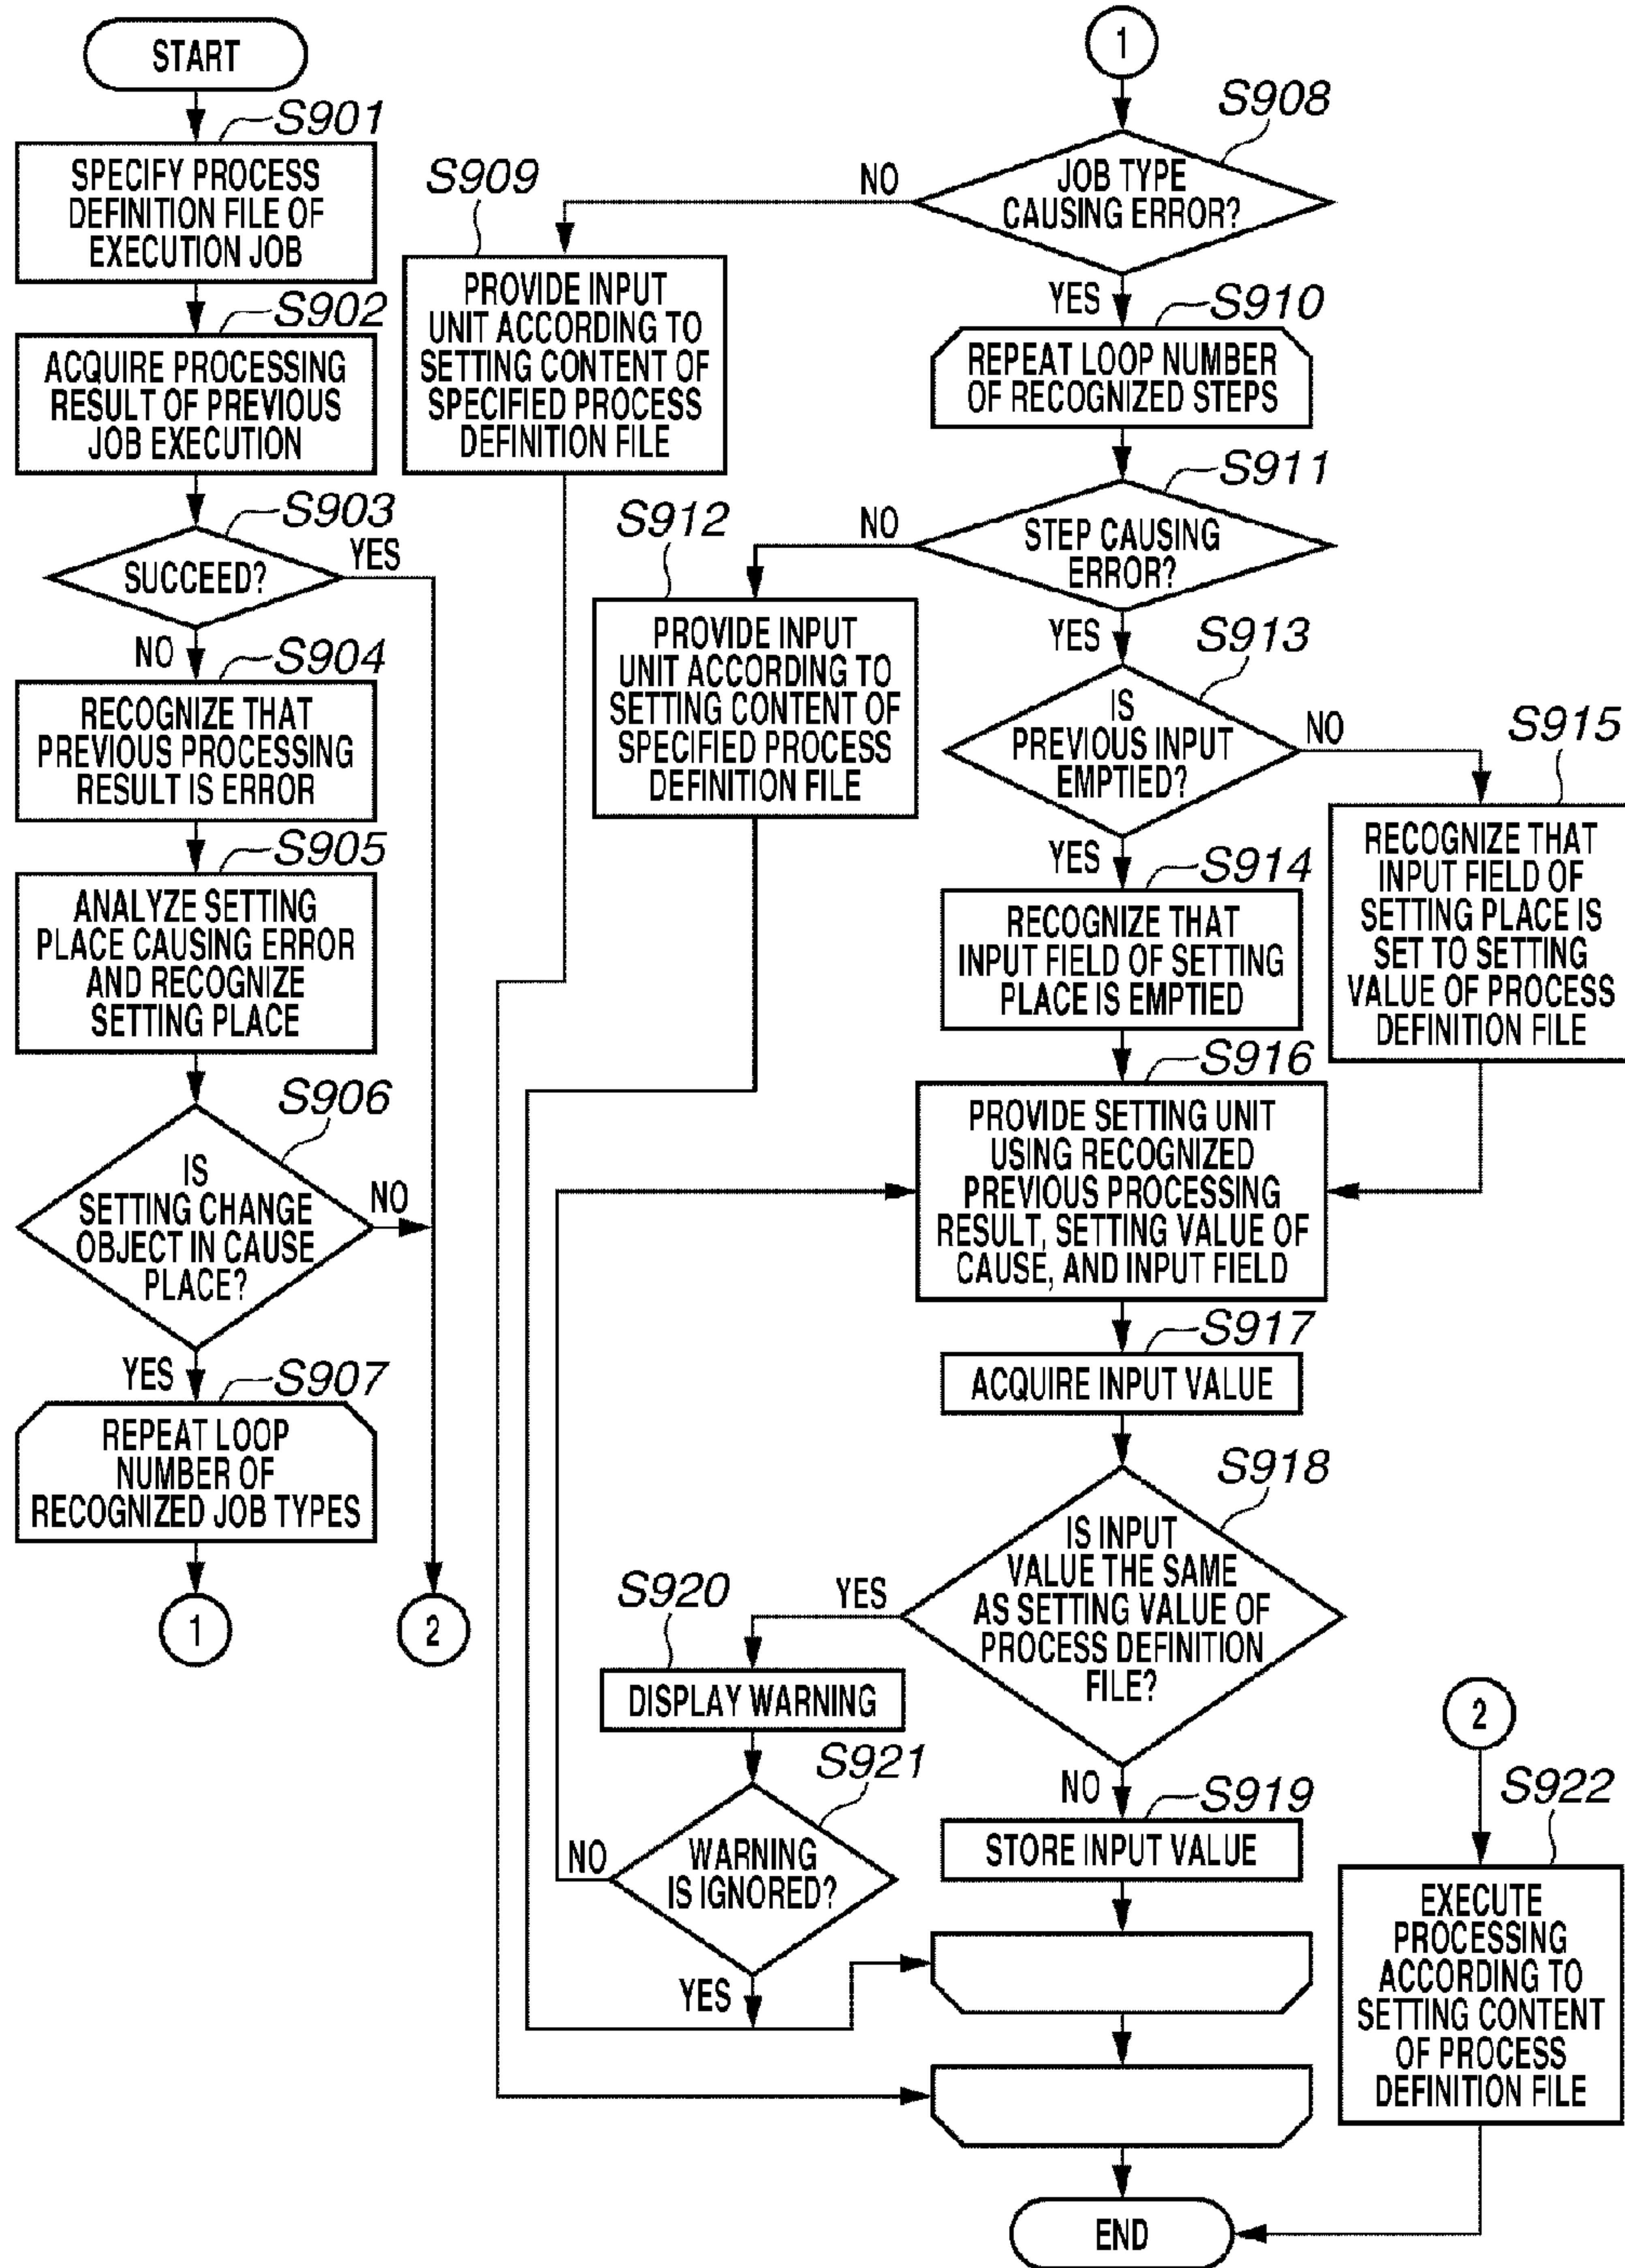 START
S901
SPECIFY PROCESS
DEFINITION FILE OF
EXECUTION JOB
S902
ACQUIRE PROCESSING
RESULT OF PREVIOUS
JOB EXECUTION
S903
SUCCEED?
YES
NO
S904
RECOGNIZE THAT
PREVIOUS PROCESSING
RESULT IS ERROR
S905
ANALYZE SETTING
PLACE CAUSING ERROR
AND RECOGNIZE
SETTING PLACE
S906
IS
SETTING CHANGE
OBJECT IN CAUSE
PLACE?
NO
YES
S907
REPEAT LOOP
NUMBER OF
RECOGNIZED JOB TYPES
1
2
1
S908
JOB TYPE
CAUSING ERROR?
NO
YES
S909
PROVIDE INPUT
UNIT ACCORDING TO
SETTING CONTENT OF
SPECIFIED PROCESS
DEFINITION FILE
S910
REPEAT LOOP NUMBER
OF RECOGNIZED STEPS
S911
STEP CAUSING
ERROR?
NO
YES
S912
PROVIDE INPUT
UNIT ACCORDING TO
SETTING CONTENT OF
SPECIFIED PROCESS
DEFINITION FILE
S913
IS
PREVIOUS INPUT
EMPTIED?
NO
YES
S914
RECOGNIZE THAT
INPUT FIELD OF SETTING
PLACE IS EMPTIED
S915
RECOGNIZE THAT
INPUT FIELD OF
SETTING PLACE IS
SET TO SETTING
VALUE OF PROCESS
DEFINITION FILE
S916
PROVIDE SETTING UNIT
USING RECOGNIZED
PREVIOUS PROCESSING
RESULT, SETTING VALUE OF
CAUSE, AND INPUT FIELD
S917
ACQUIRE INPUT VALUE
S918
IS INPUT
VALUE THE SAME
AS SETTING VALUE OF
PROCESS DEFINITION
FILE?
YES
NO
S919
STORE INPUT VALUE
S920
DISPLAY WARNING
S921
WARNING
IS IGNORED?
NO
YES
2
S922
EXECUTE
PROCESSING
ACCORDING TO
SETTING CONTENT
OF PROCESS
DEFINITION FILE
END